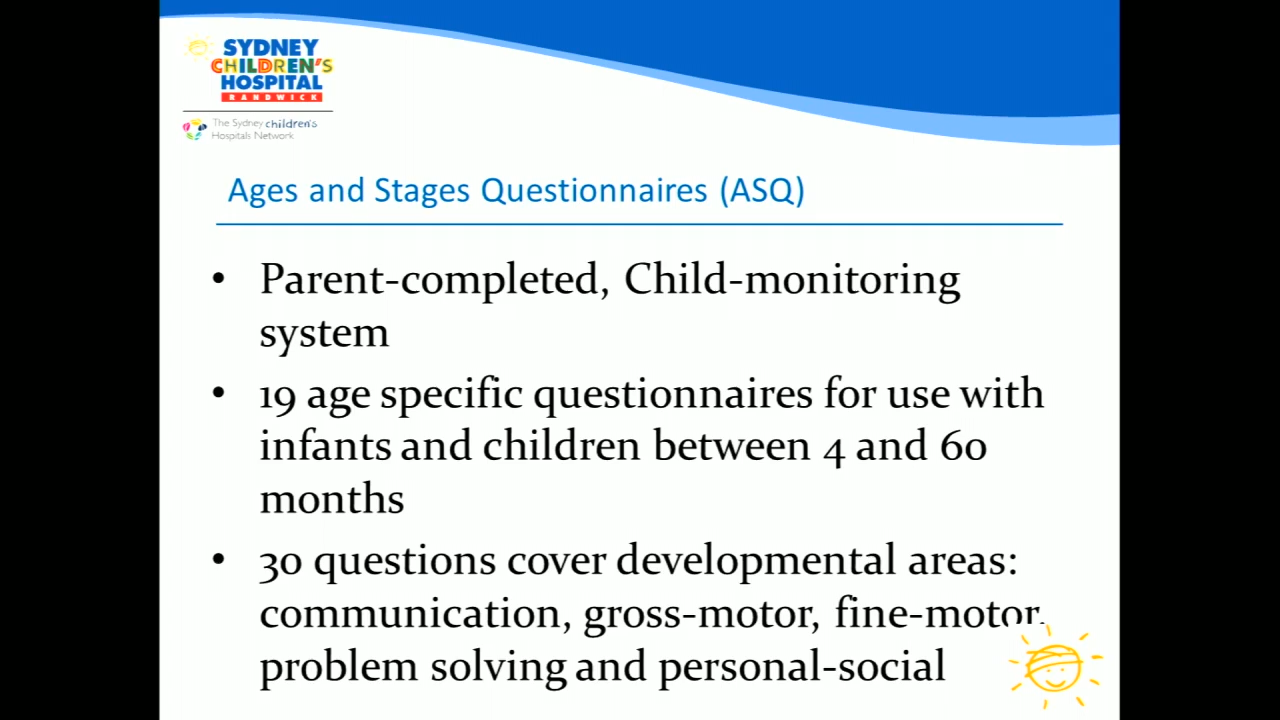 SYDNEY
CHILDREN'S
HOSPITAL
RANDWICK
The Sydney children's
Hospitals Network
Ages and Stages Questionnaires (ASQ)
• Parent-completed, Child-monitoring
system
• 19 age specific questionnaires for use with
infants and children between 4 and 60
months
• 30 questions cover developmental areas:
communication, gross-motor, fine-motor,
problem solving and personal-social